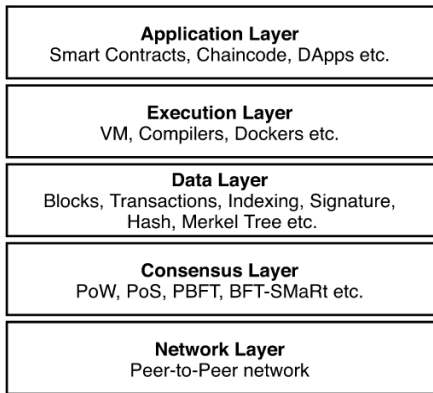 Application Layer
Smart Contracts, Chaincode, DApps etc.
Execution Layer
VM, Compilers, Dockers etc.
Data Layer
Blocks, Transactions, Indexing, Signature,
Hash, Merkel Tree etc.
Consensus Layer
PoW, PoS, PBFT, BFT-SMaRt etc.
Network Layer
Peer-to-Peer network